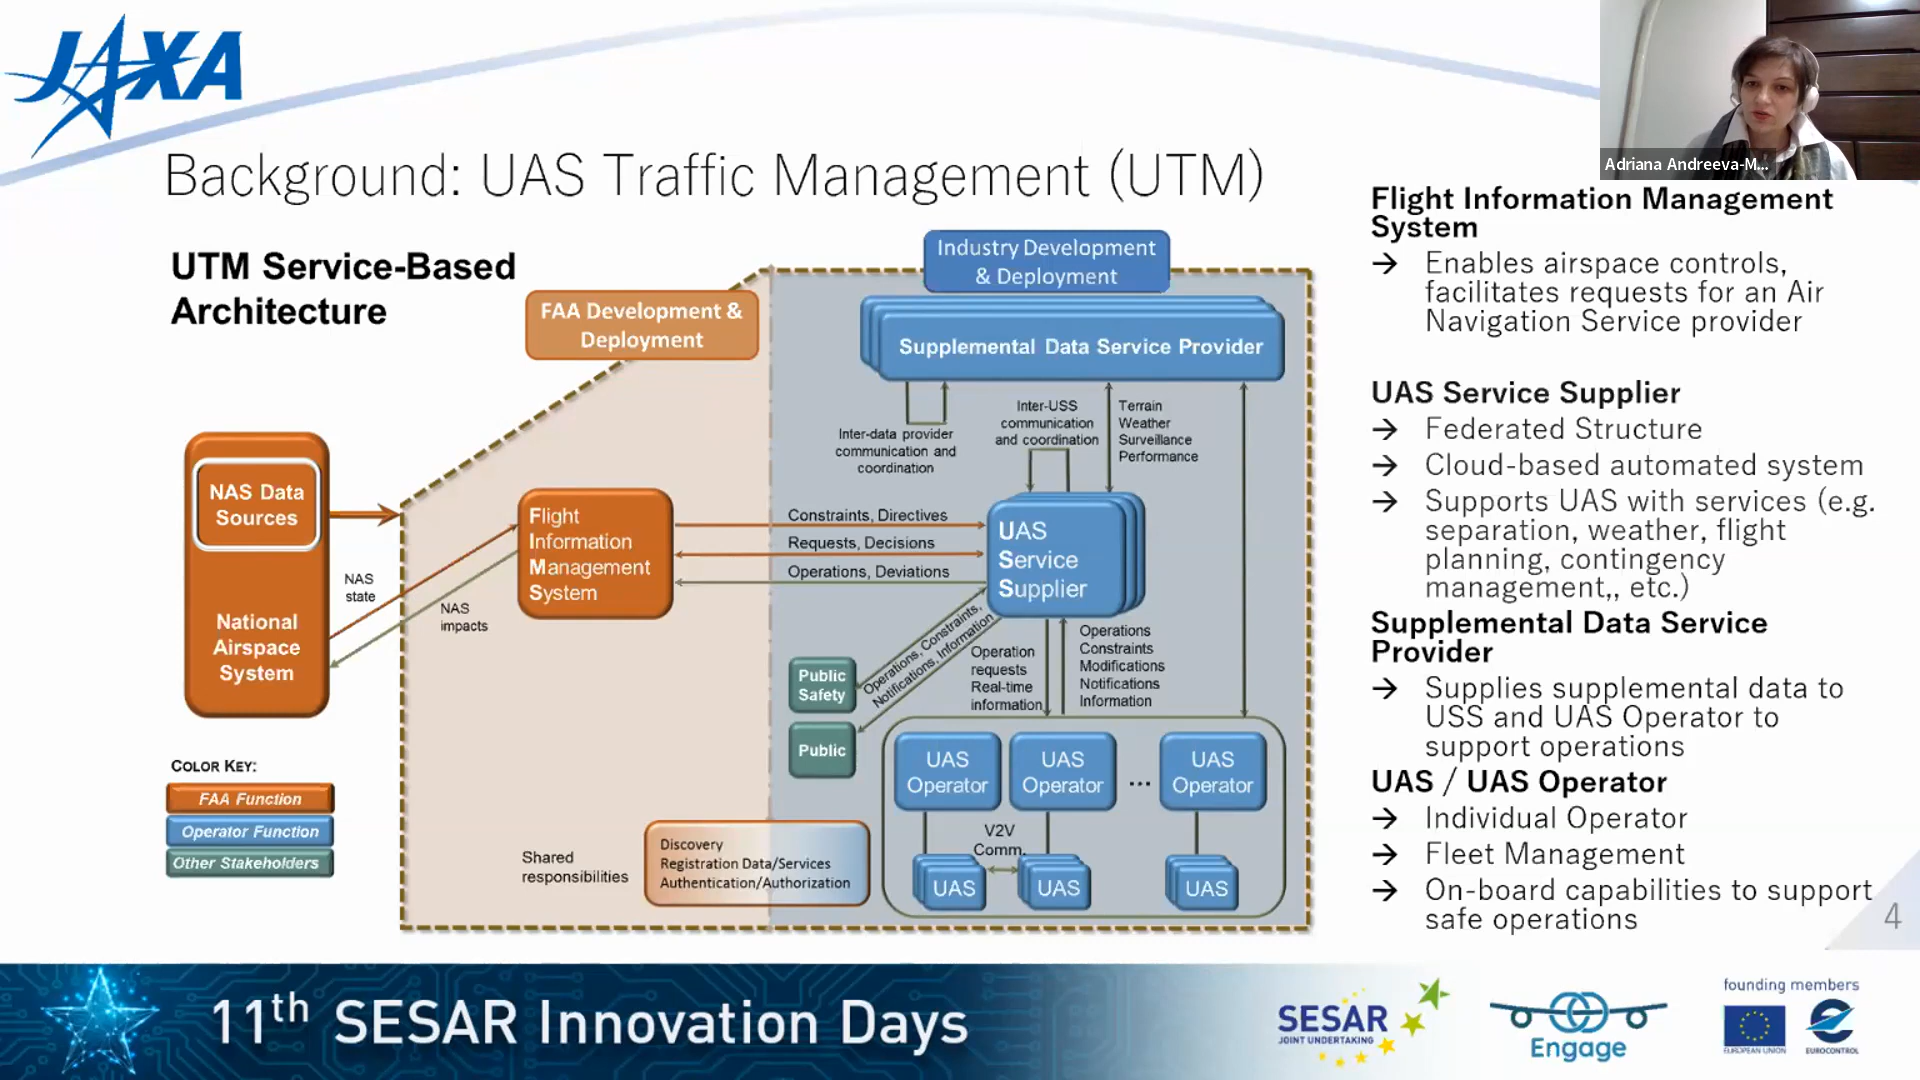 JAXA
Adriana Andreeva-M...
Background: UAS Traffic Management (UTM)
UTM Service-Based
Architecture
FAA Development &
Deployment
Industry Development
& Deployment
Supplemental Data Service Provider
Inter-data provider
communication and
coordination
Inter-USS
communication
and coordination
Terrain
Weather
Surveillance
Performance
NAS Data
Sources
National
Airspace
System
NAS
state
NAS
impacts
Flight
Information
Management
System
Constraints, Directives
Requests, Decisions
Operations, Deviations
UAS
Service
Supplier
Operations, Constraints,
Notifications, Information
Public
Safety
Public
Operation
requests
Real-time
information
Operations
Constraints
Modifications
Notifications
Information
UAS
Operator
UAS
Operator
...
UAS
Operator
V2V
Comm.
UAS
UAS
UAS
Shared
responsibilities
Discovery
Registration Data/Services
Authentication/Authorization
COLOR KEY:
FAA Function
Operator Function
Other Stakeholders
Flight Information Management
System
→ Enables airspace controls,
facilitates requests for an Air
Navigation Service provider
UAS Service Supplier
→ Federated Structure
→ Cloud-based automated system
→ Supports UAS with services (e.g.
separation, weather, flight
planning, contingency
management,, etc.)
Supplemental Data Service
Provider
→ Supplies supplemental data to
USS and UAS Operator to
support operations
UAS / UAS Operator
→ Individual Operator
→ Fleet Management
→ On-board capabilities to support
safe operations
4
11th SESAR Innovation Days
SESAR
JOINT UNDERTAKING
Engage
founding members
EUROPEAN UNION
EUROCONTROL